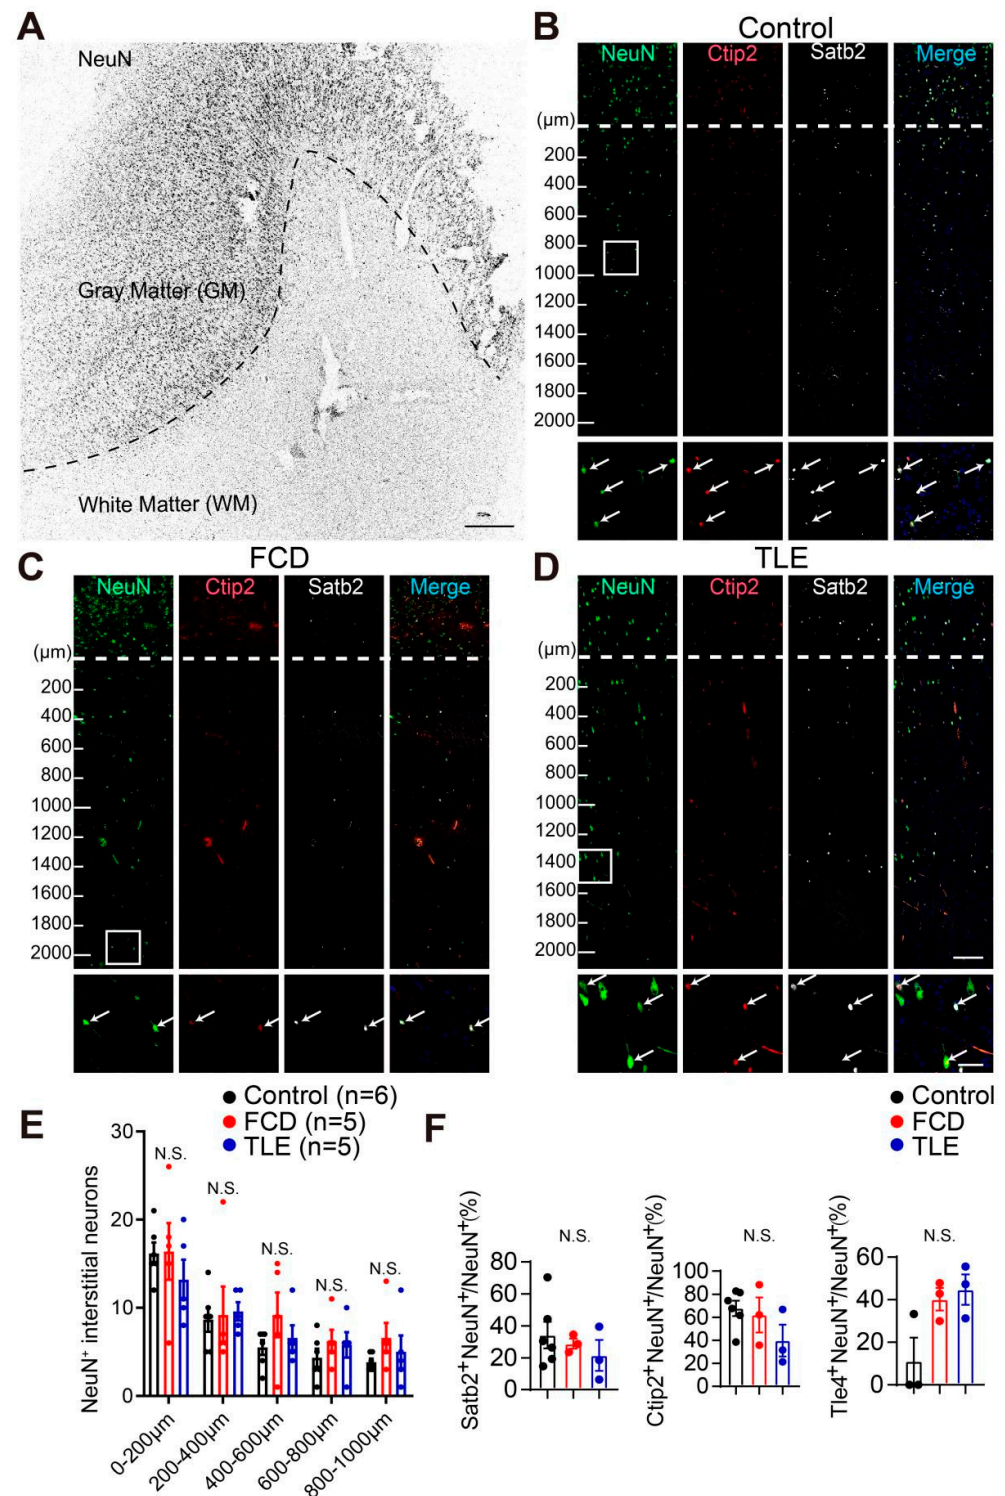 A
NeuN
Gray Matter (GM)
White Matter (WM)
B
Control
NeuN Ctip2 Satb2 Merge
(µm)
200
400
600
800
1000
1200
1400
1600
1800
2000
C
FCD
NeuN Ctip2 Satb2 Merge
(µm)
200
400
600
800
1000
1200
1400
1600
1800
2000
D
TLE
NeuN Ctip2 Satb2 Merge
(µm)
200
400
600
800
1000
1200
1400
1600
1800
2000
E
Control (n=6)
FCD (n=5)
TLE (n=5)
NeuN⁺ interstitial neurons
30
20
10
0
N.S.
N.S.
N.S.
N.S.
N.S.
0-200µm
200-400µm
400-600µm
600-800µm
800-1000µm
F
Control
FCD
TLE
Satb2⁺NeuN⁺/NeuN⁺(%)
80
60
40
20
0
N.S.
Ctip2⁺NeuN⁺/NeuN⁺(%)
100
80
60
40
20
0
N.S.
Tle4⁺NeuN⁺/NeuN⁺(%)
60
40
20
0
N.S.